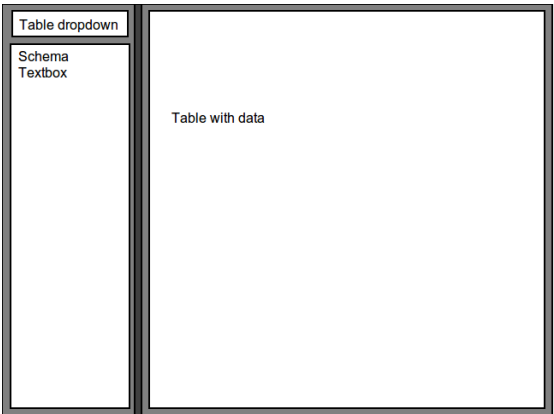 Table dropdown
Schema
Textbox
Table with data